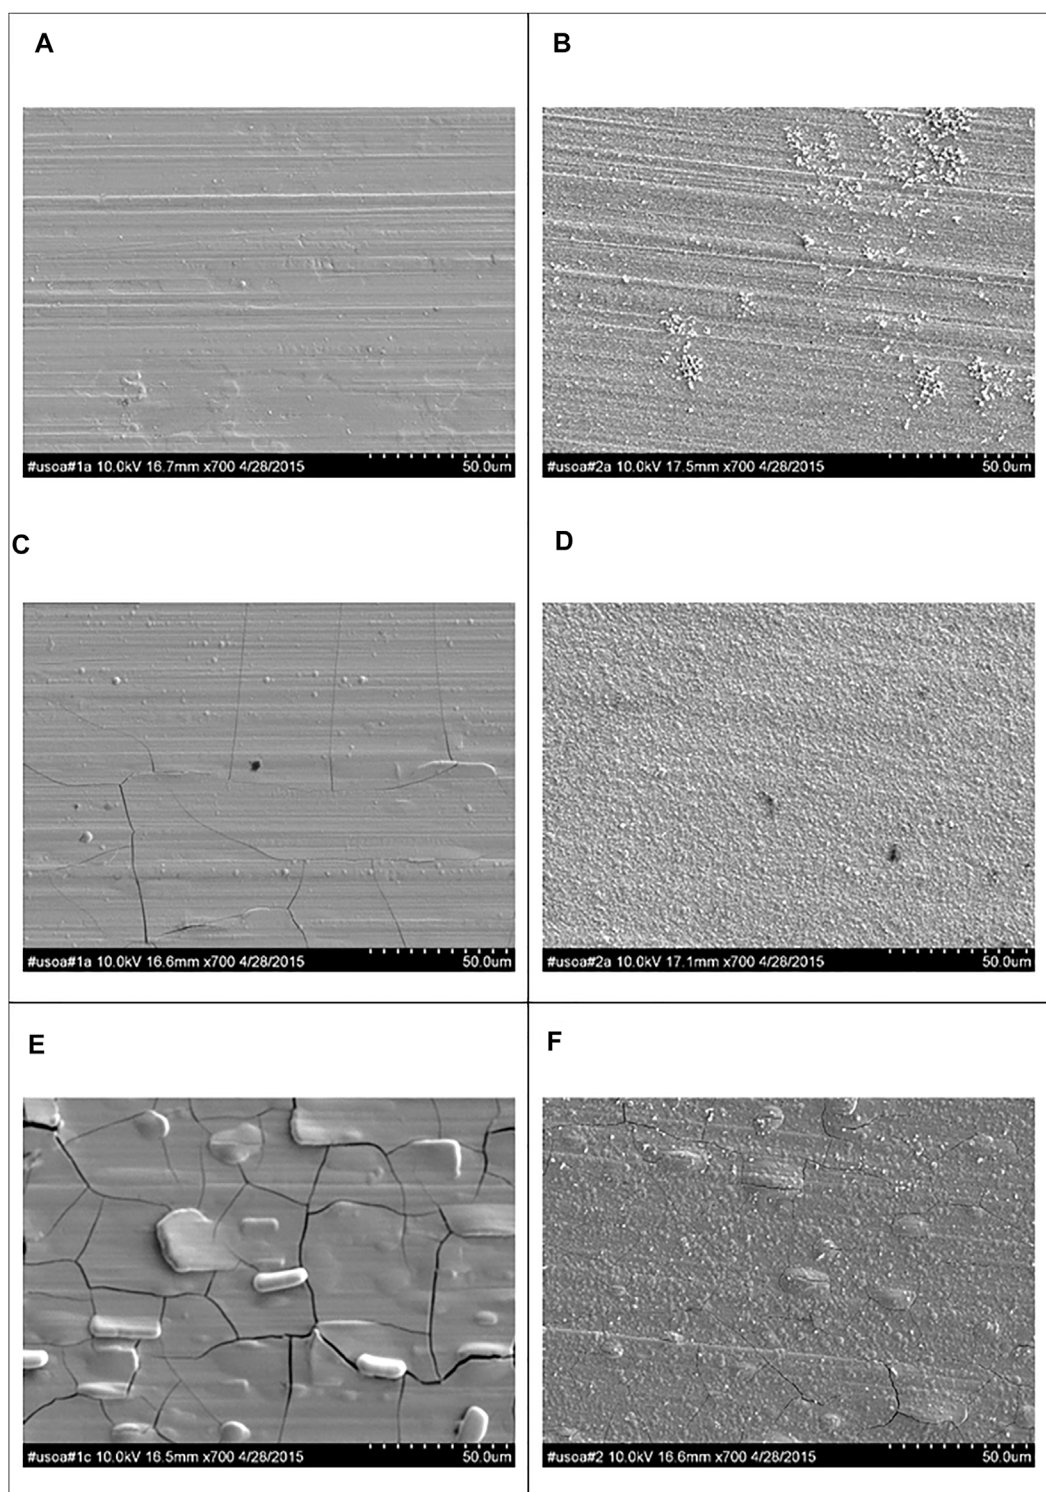 A
B
#usoa#1a 10.0kV 16.7mm x700 4/28/2015 50.0um
#usoa#2a 10.0kV 17.5mm x700 4/28/2015 50.0um
C
D
#usoa#1a 10.0kV 16.6mm x700 4/28/2015 50.0um
#usoa#2a 10.0kV 17.1mm x700 4/28/2015 50.0um
E
F
#usoa#1c 10.0kV 16.5mm x700 4/28/2015 50.0um
#usoa#2 10.0kV 16.6mm x700 4/28/2015 50.0um